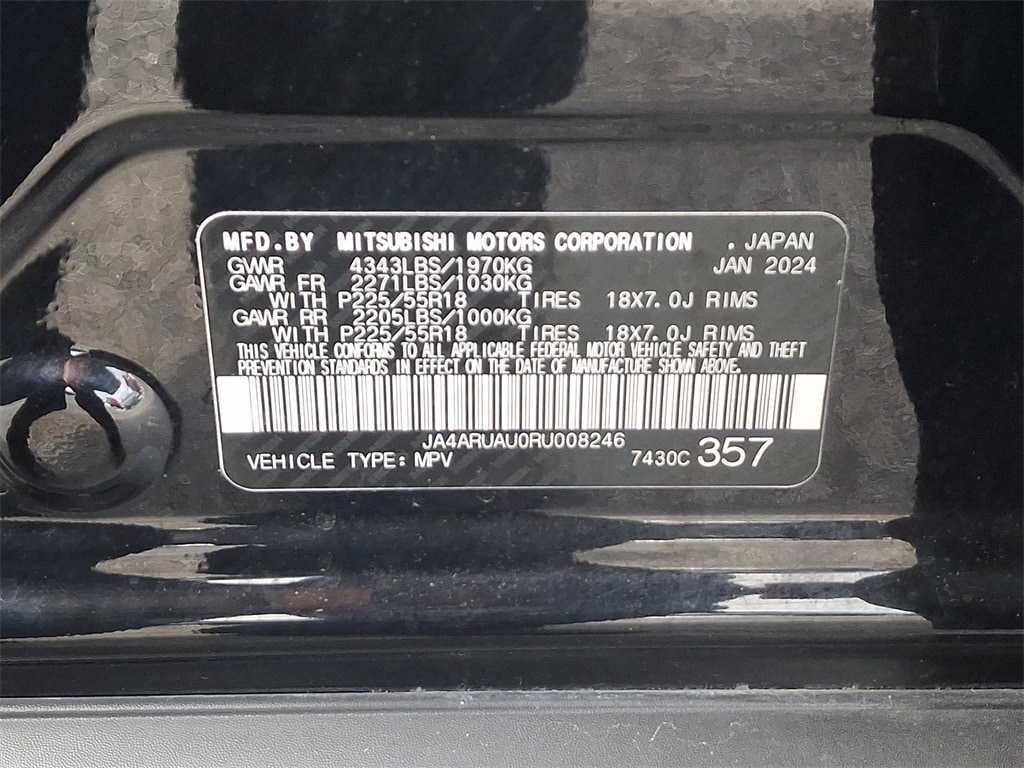 MFD.BY MITSUBISHI MOTORS CORPORATION . JAPAN
GVWR 4343LBS/1970KG JAN 2024
GAWR FR 2271LBS/1030KG
WITH P225/55R18 TIRES 18X7.0J RIMS
GAWR RR 2205LBS/1000KG
WITH P225/55R18 TIRES 18X7.0J RIMS
THIS VEHICLE CONFORMS TO ALL APPLICABLE FEDERAL MOTOR VEHICLE SAFETY AND THEFT
PREVENTION STANDARDS IN EFFECT ON THE DATE OF MANUFACTURE SHOWN ABOVE.
JA4ARUAU0RU008246
VEHICLE TYPE: MPV 7430C 357